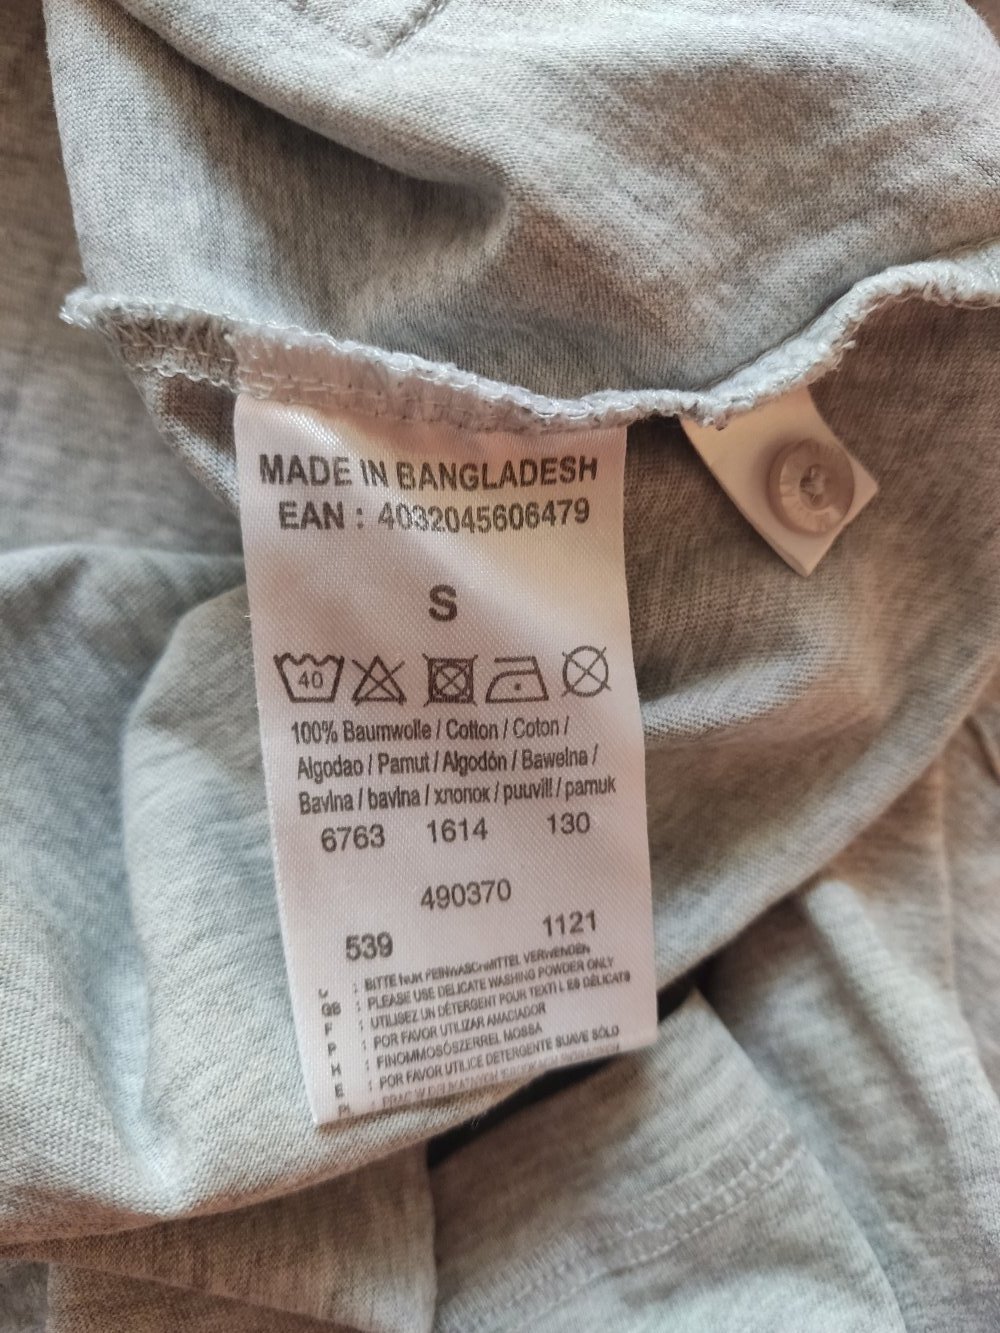 MADE IN BANGLADESH
EAN : 4032045606479
S
40
100% Baumwolle / Cotton / Coton /
Algodao / Pamut / Algodón / Bawełna /
Bavlna / bavlna / хлопок / puuvill / pamuk
6763 1614 130
490370
539 1121
: BITTE NUR FEINWASCHMITTEL VERWENDEN
GB : PLEASE USE DELICATE WASHING POWDER ONLY
F : UTILISEZ UN DÉTERGENT POUR TEXTILES DÉLICATS
P : POR FAVOR UTILIZAR AMACIADOR
H : FINOMMOSÓSZERREL MOSSA
E : POR FAVOR UTILICE DETERGENTE SUAVE SÓLO
PL :